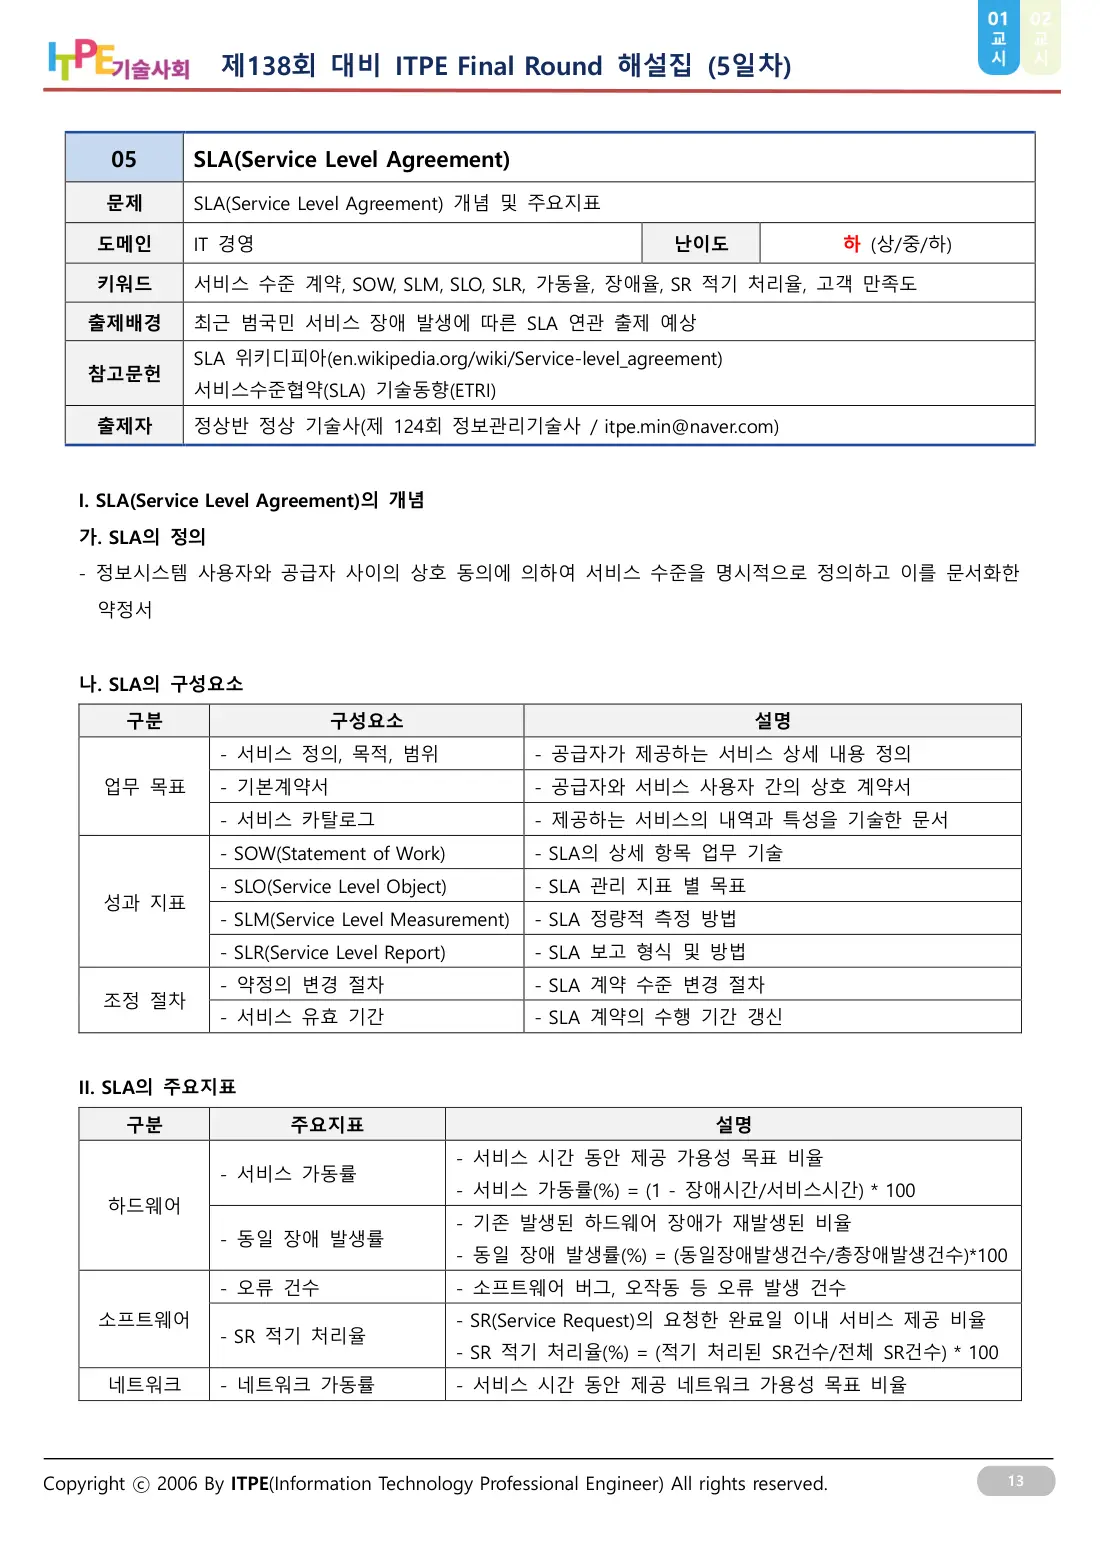 01
교
시
02
교
시
ITPE기술사회 제138회 대비 ITPE Final Round 해설집 (5일차)
05 SLA(Service Level Agreement)
문제 SLA(Service Level Agreement) 개념 및 주요지표
도메인 IT 경영 난이도 하 (상/중/하)
키워드 서비스 수준 계약, SOW, SLM, SLO, SLR, 가동율, 장애율, SR 적기 처리율, 고객 만족도
출제배경 최근 범국민 서비스 장애 발생에 따른 SLA 연관 출제 예상
참고문헌 SLA 위키디피아(en.wikipedia.org/wiki/Service-level_agreement)
서비스수준협약(SLA) 기술동향(ETRI)
출제자 정상반 정상 기술사(제 124회 정보관리기술사 / itpe.min@naver.com)
I. SLA(Service Level Agreement)의 개념
가. SLA의 정의
- 정보시스템 사용자와 공급자 사이의 상호 동의에 의하여 서비스 수준을 명시적으로 정의하고 이를 문서화한
약정서
나. SLA의 구성요소
구분 구성요소 설명
업무 목표 - 서비스 정의, 목적, 범위 - 공급자가 제공하는 서비스 상세 내용 정의
- 기본계약서 - 공급자와 서비스 사용자 간의 상호 계약서
- 서비스 카탈로그 - 제공하는 서비스의 내역과 특성을 기술한 문서
성과 지표 - SOW(Statement of Work) - SLA의 상세 항목 업무 기술
- SLO(Service Level Object) - SLA 관리 지표 별 목표
- SLM(Service Level Measurement) - SLA 정량적 측정 방법
- SLR(Service Level Report) - SLA 보고 형식 및 방법
조정 절차 - 약정의 변경 절차 - SLA 계약 수준 변경 절차
- 서비스 유효 기간 - SLA 계약의 수행 기간 갱신
II. SLA의 주요지표
구분 주요지표 설명
하드웨어 - 서비스 가동률 - 서비스 시간 동안 제공 가용성 목표 비율
- 서비스 가동률(%) = (1 - 장애시간/서비스시간) * 100
- 동일 장애 발생률 - 기존 발생된 하드웨어 장애가 재발생된 비율
- 동일 장애 발생률(%) = (동일장애발생건수/총장애발생건수)*100
소프트웨어 - 오류 건수 - 소프트웨어 버그, 오작동 등 오류 발생 건수
- SR 적기 처리율 - SR(Service Request)의 요청한 완료일 이내 서비스 제공 비율
- SR 적기 처리율(%) = (적기 처리된 SR건수/전체 SR건수) * 100
네트워크 - 네트워크 가동률 - 서비스 시간 동안 제공 네트워크 가용성 목표 비율
Copyright ⓒ 2006 By ITPE(Information Technology Professional Engineer) All rights reserved. 13